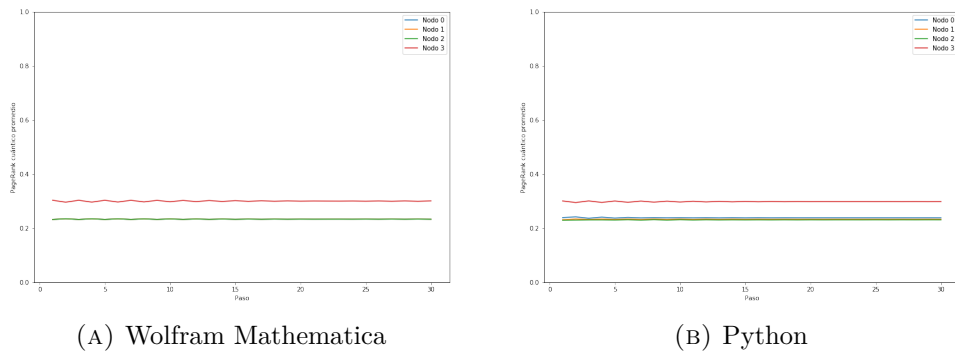 1.0
0.8
0.6
0.4
0.2
0.0
PageRank cuántico promedio
0
5
10
15
20
25
30
Paso
Nodo 0
Nodo 1
Nodo 2
Nodo 3
(A) Wolfram Mathematica
1.0
0.8
0.6
0.4
0.2
0.0
PageRank cuántico promedio
0
5
10
15
20
25
30
Paso
Nodo 0
Nodo 1
Nodo 2
Nodo 3
(B) Python